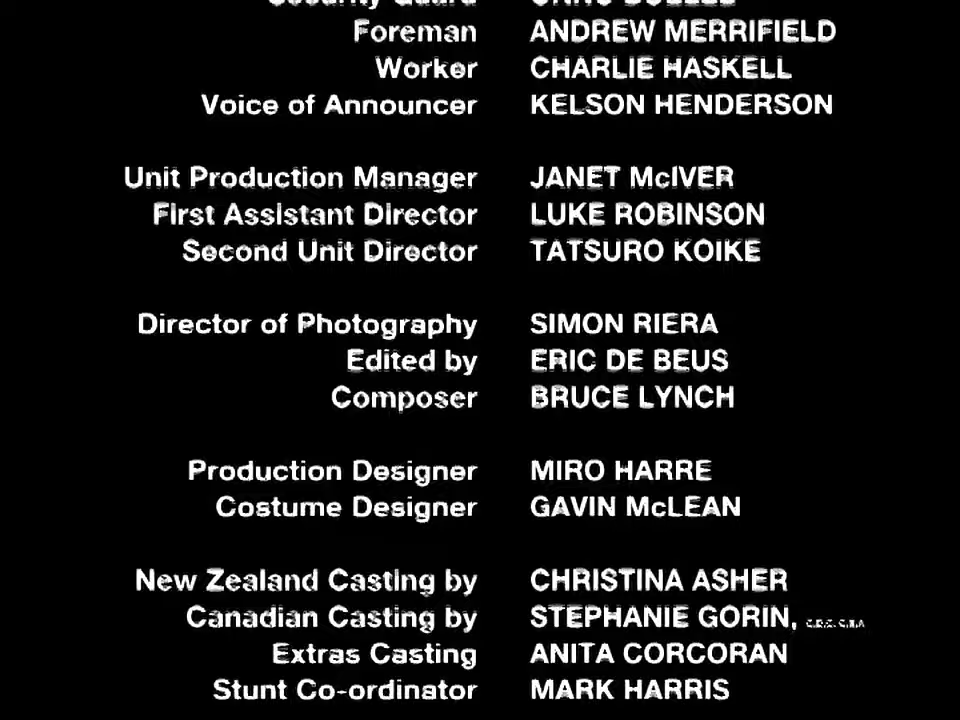 Security Guard
Foreman ANDREW MERRIFIELD
Worker CHARLIE HASKELL
Voice of Announcer KELSON HENDERSON
Unit Production Manager JANET McIVER
First Assistant Director LUKE ROBINSON
Second Unit Director TATSURO KOIKE
Director of Photography SIMON RIERA
Edited by ERIC DE BEUS
Composer BRUCE LYNCH
Production Designer MIRO HARRE
Costume Designer GAVIN McLEAN
New Zealand Casting by CHRISTINA ASHER
Canadian Casting by STEPHANIE GORIN,
Extras Casting ANITA CORCORAN
Stunt Co-ordinator MARK HARRIS